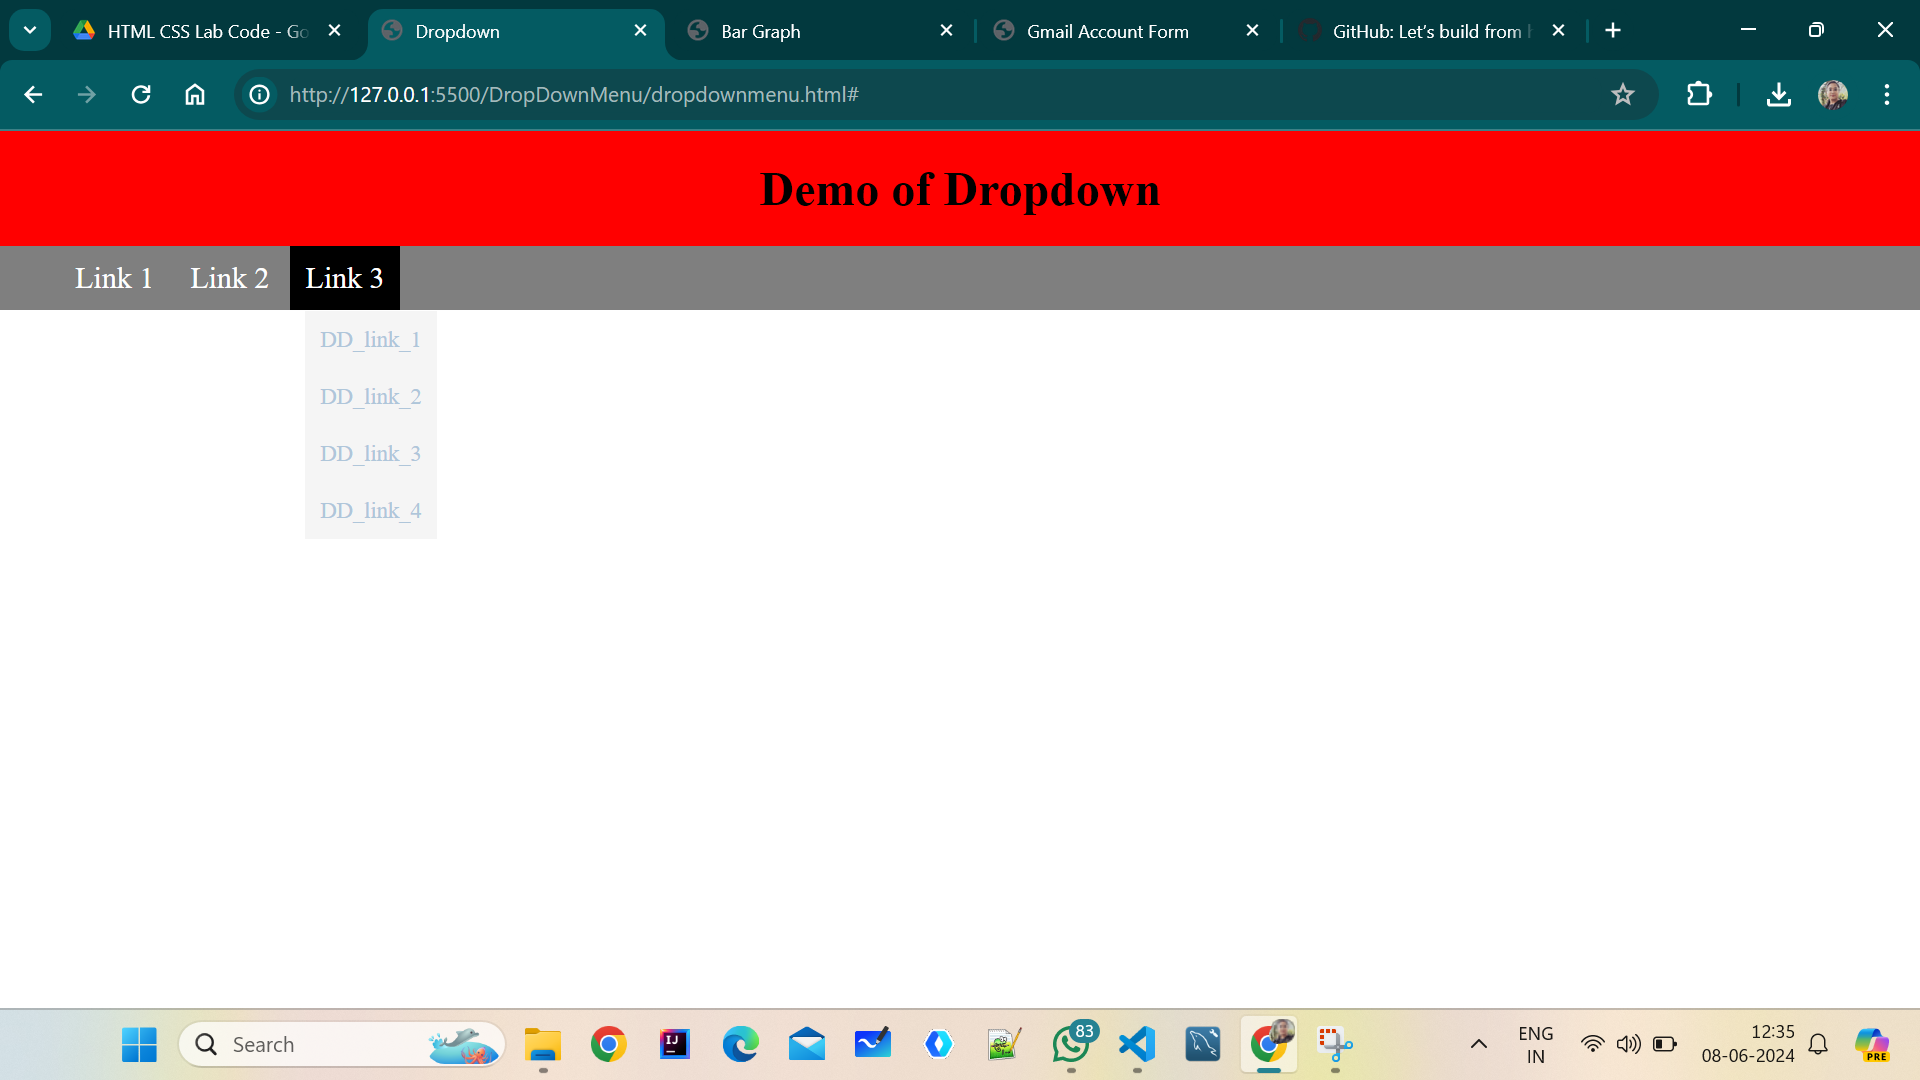 HTML CSS Lab Code - Go
Dropdown
Bar Graph
Gmail Account Form
GitHub: Let's build from h
http://127.0.0.1:5500/DropDownMenu/dropdownmenu.html#
Demo of Dropdown
Link 1 Link 2 Link 3
DD_link_1
DD_link_2
DD_link_3
DD_link_4
Search
IJ
83
ENG
IN
12:35
08-06-2024
PRE